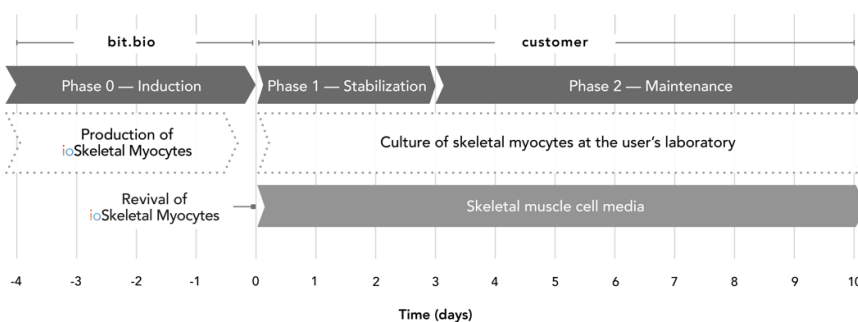 bit.bio
customer
Phase 0 — Induction
Phase 1 — Stabilization
Phase 2 — Maintenance
Production of
ioSkeletal Myocytes
Culture of skeletal myocytes at the user's laboratory
Revival of
ioSkeletal Myocytes
Skeletal muscle cell media
-4 -3 -2 -1 0 1 2 3 4 5 6 7 8 9 10
Time (days)